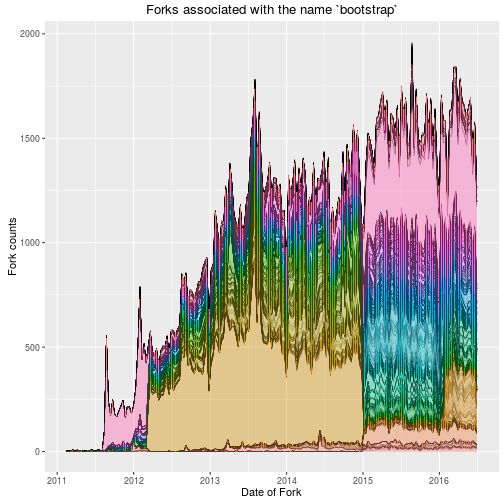 Forks associated with the name `bootstrap`
2000
1500
1000
500
0
Fork counts
2011 2012 2013 2014 2015 2016
Date of Fork